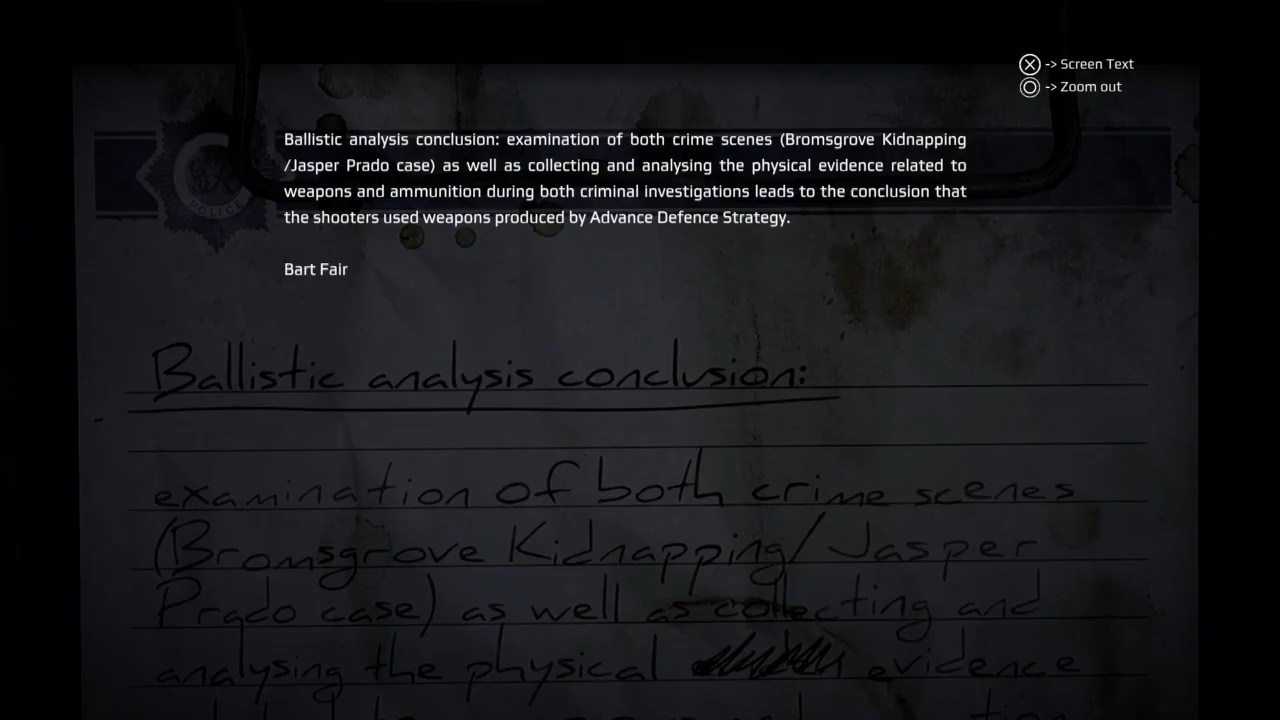 -> Screen Text
-> Zoom out
Ballistic analysis conclusion: examination of both crime scenes (Bromsgrove Kidnapping
/Jasper Prado case) as well as collecting and analysing the physical evidence related to
weapons and ammunition during both criminal investigations leads to the conclusion that
the shooters used weapons produced by Advance Defence Strategy.
Bart Fair
POLICE
Ballistic analysis conclusion:
examination of both crime scenes
(Bromsgrove Kidnapping/Jasper
Prado case) as well as collecting and
analysing the physical evidence